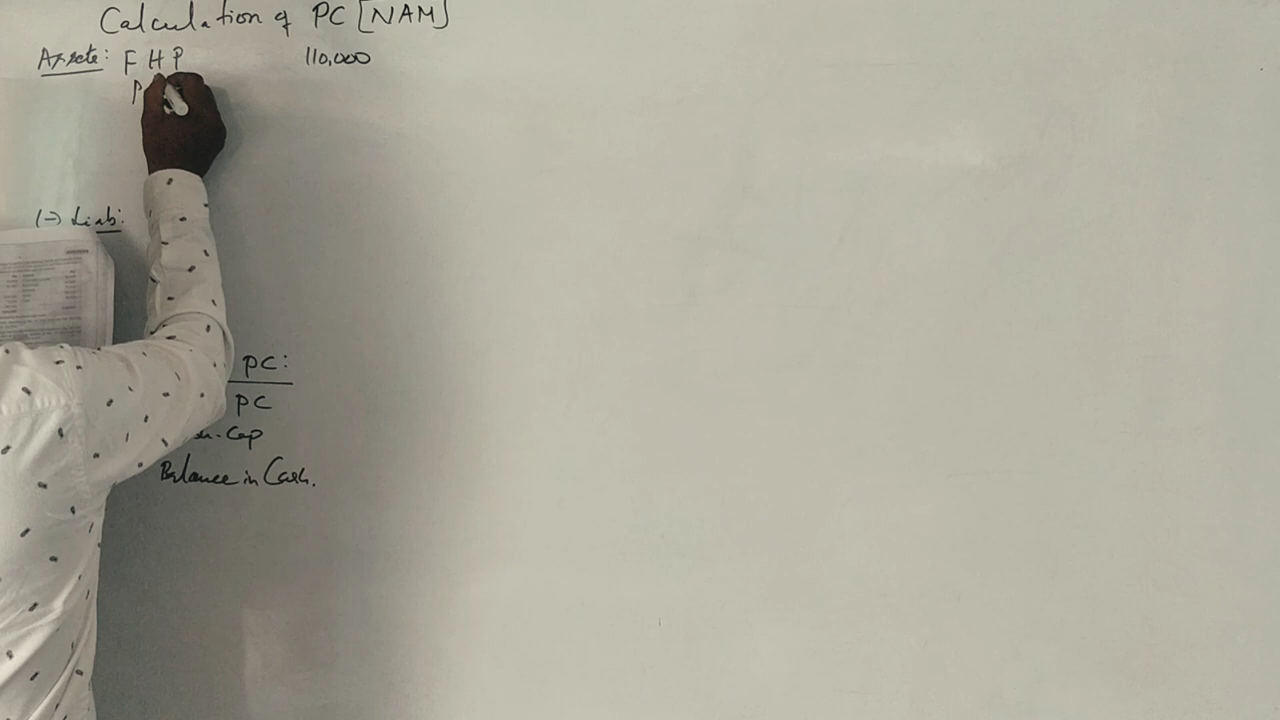 Calculation of PC [NAM]
Assets: F H P 110,000
P
(-) Liab:
PC:
PC
Cap
Balance in Cash.